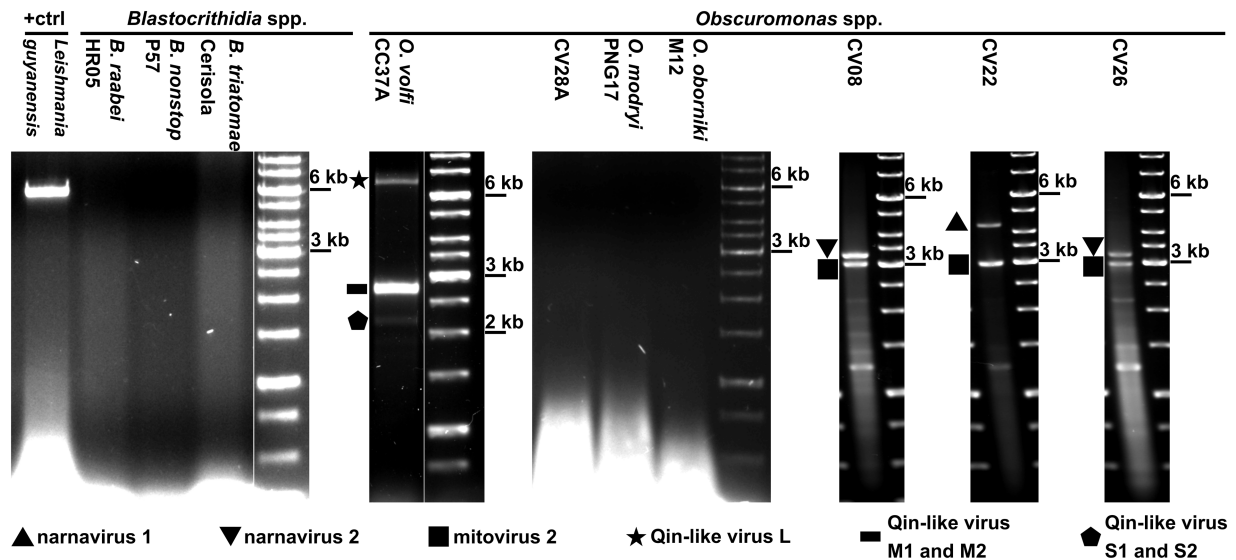 +ctrl
Blastocrithidia spp.
Obscuromonas spp.
Leishmania
guyanensis
B. raabei
HR05
B. nonstop
P57
B. triatomae
Cerisola
O. volfi
CC37A
CV28A
O. modryi
PNG17
O. oborniki
M12
CV08
CV22
CV26
6 kb
3 kb
6 kb
3 kb
2 kb
6 kb
3 kb
6 kb
3 kb
6 kb
3 kb
6 kb
3 kb
narnavirus 1
narnavirus 2
mitovirus 2
Qin-like virus L
Qin-like virus
M1 and M2
Qin-like virus
S1 and S2